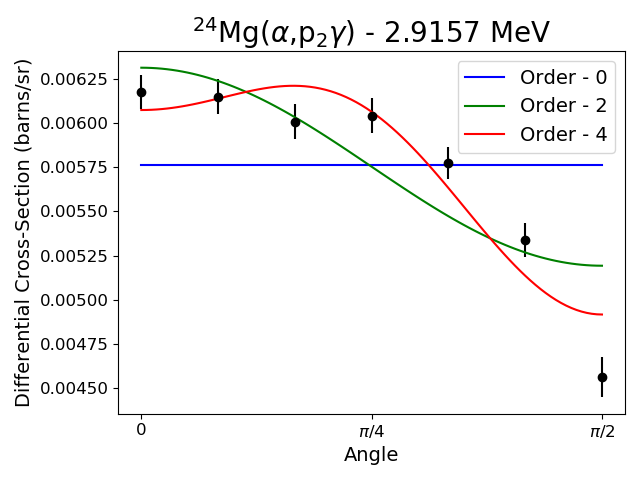 ²⁴Mg(α,p₂γ) - 2.9157 MeV
Differential Cross-Section (barns/sr)
0.00625
0.00600
0.00575
0.00550
0.00525
0.00500
0.00475
0.00450
Order - 0
Order - 2
Order - 4
0
π/4
π/2
Angle